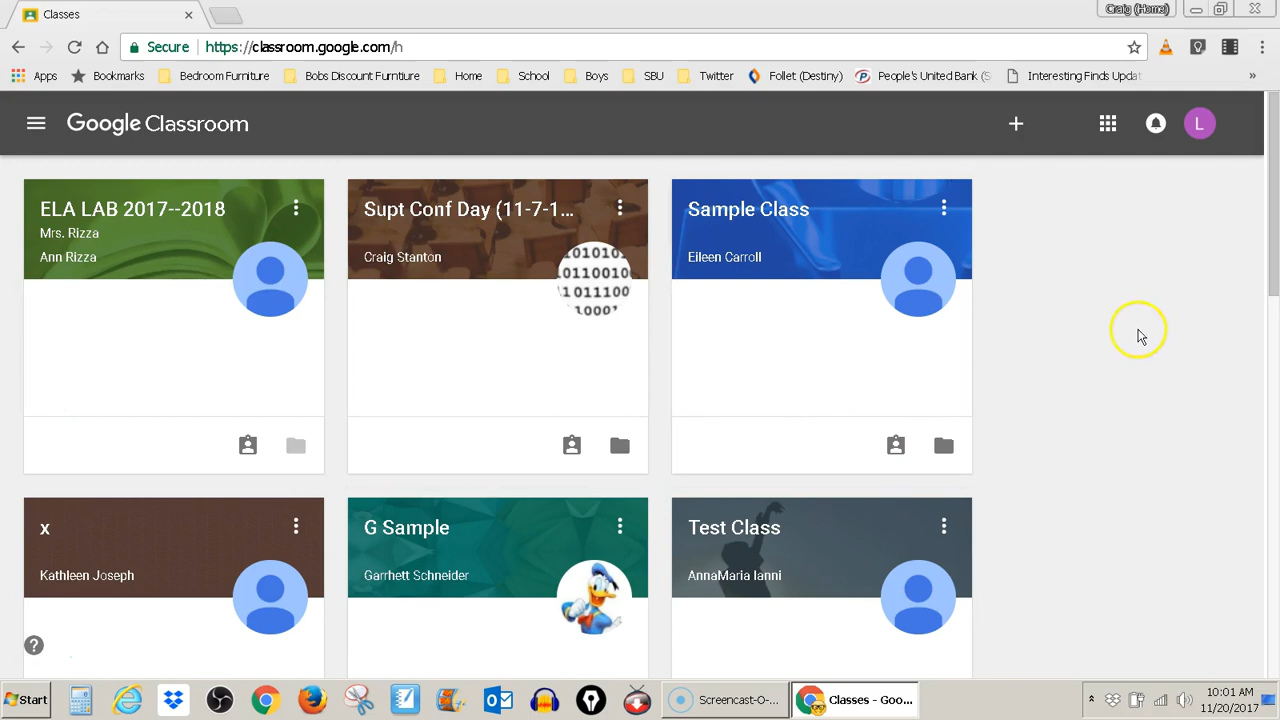 Classes
Craig (Home)
Secure
https://classroom.google.com/h
Apps
Bookmarks
Bedroom Furniture
Bobs Discount Furntiure
Home
School
Boys
SBU
Twitter
Follet (Destiny)
People's United Bank (S
Interesting Finds Updat
»
Google Classroom
L
ELA LAB 2017--2018
Mrs. Rizza
Ann Rizza
Supt Conf Day (11-7-1...
Craig Stanton
Sample Class
Eileen Carroll
x
Kathleen Joseph
G Sample
Garrhett Schneider
Test Class
AnnaMaria Ianni
?
Start
Screencast-O-...
Classes - Goo...
10:01 AM
11/20/2017